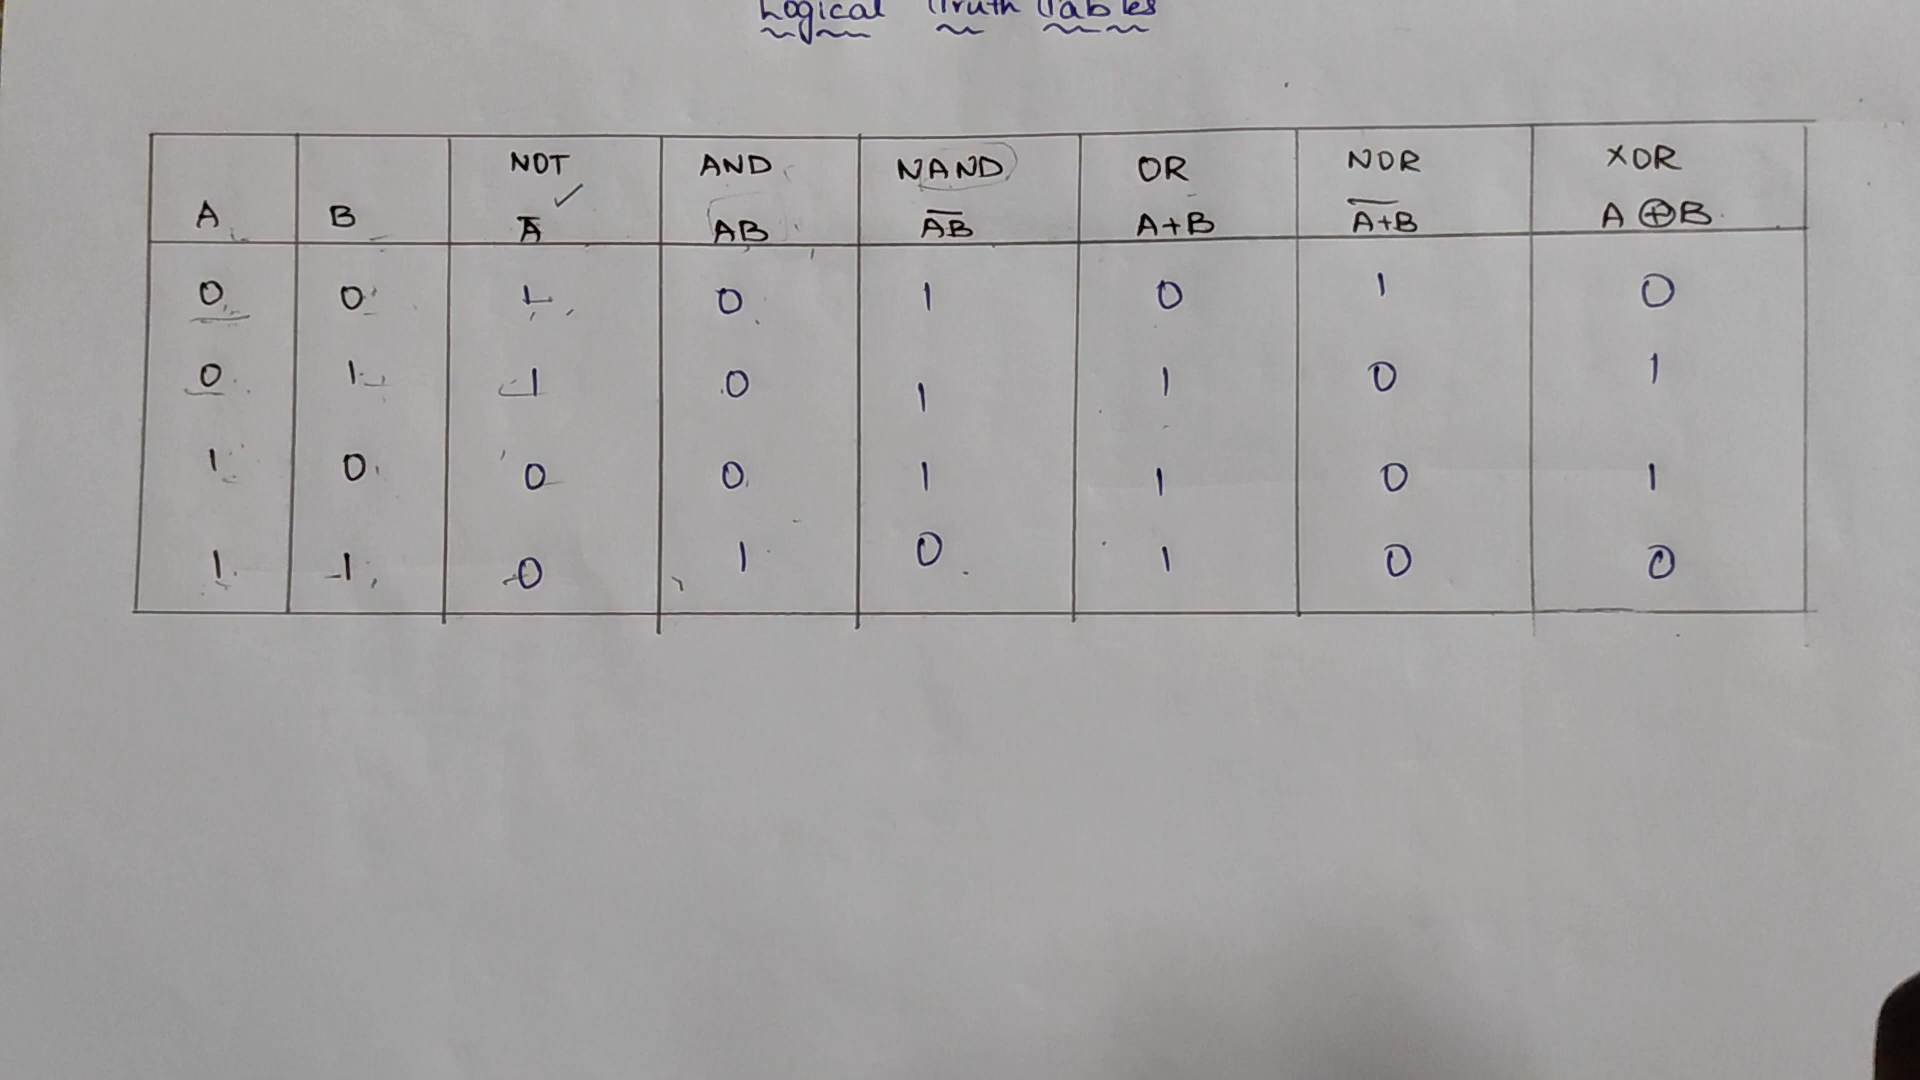 Logical Truth Tables
A B NOT A̅ AND AB NAND A̅B̅ OR A+B NOR A̅+̅B̅ XOR A⊕B
0 0 1 0 1 0 1 0
0 1 1 0 1 1 0 1
1 0 0 0 1 1 0 1
1 1 0 1 0 1 0 0